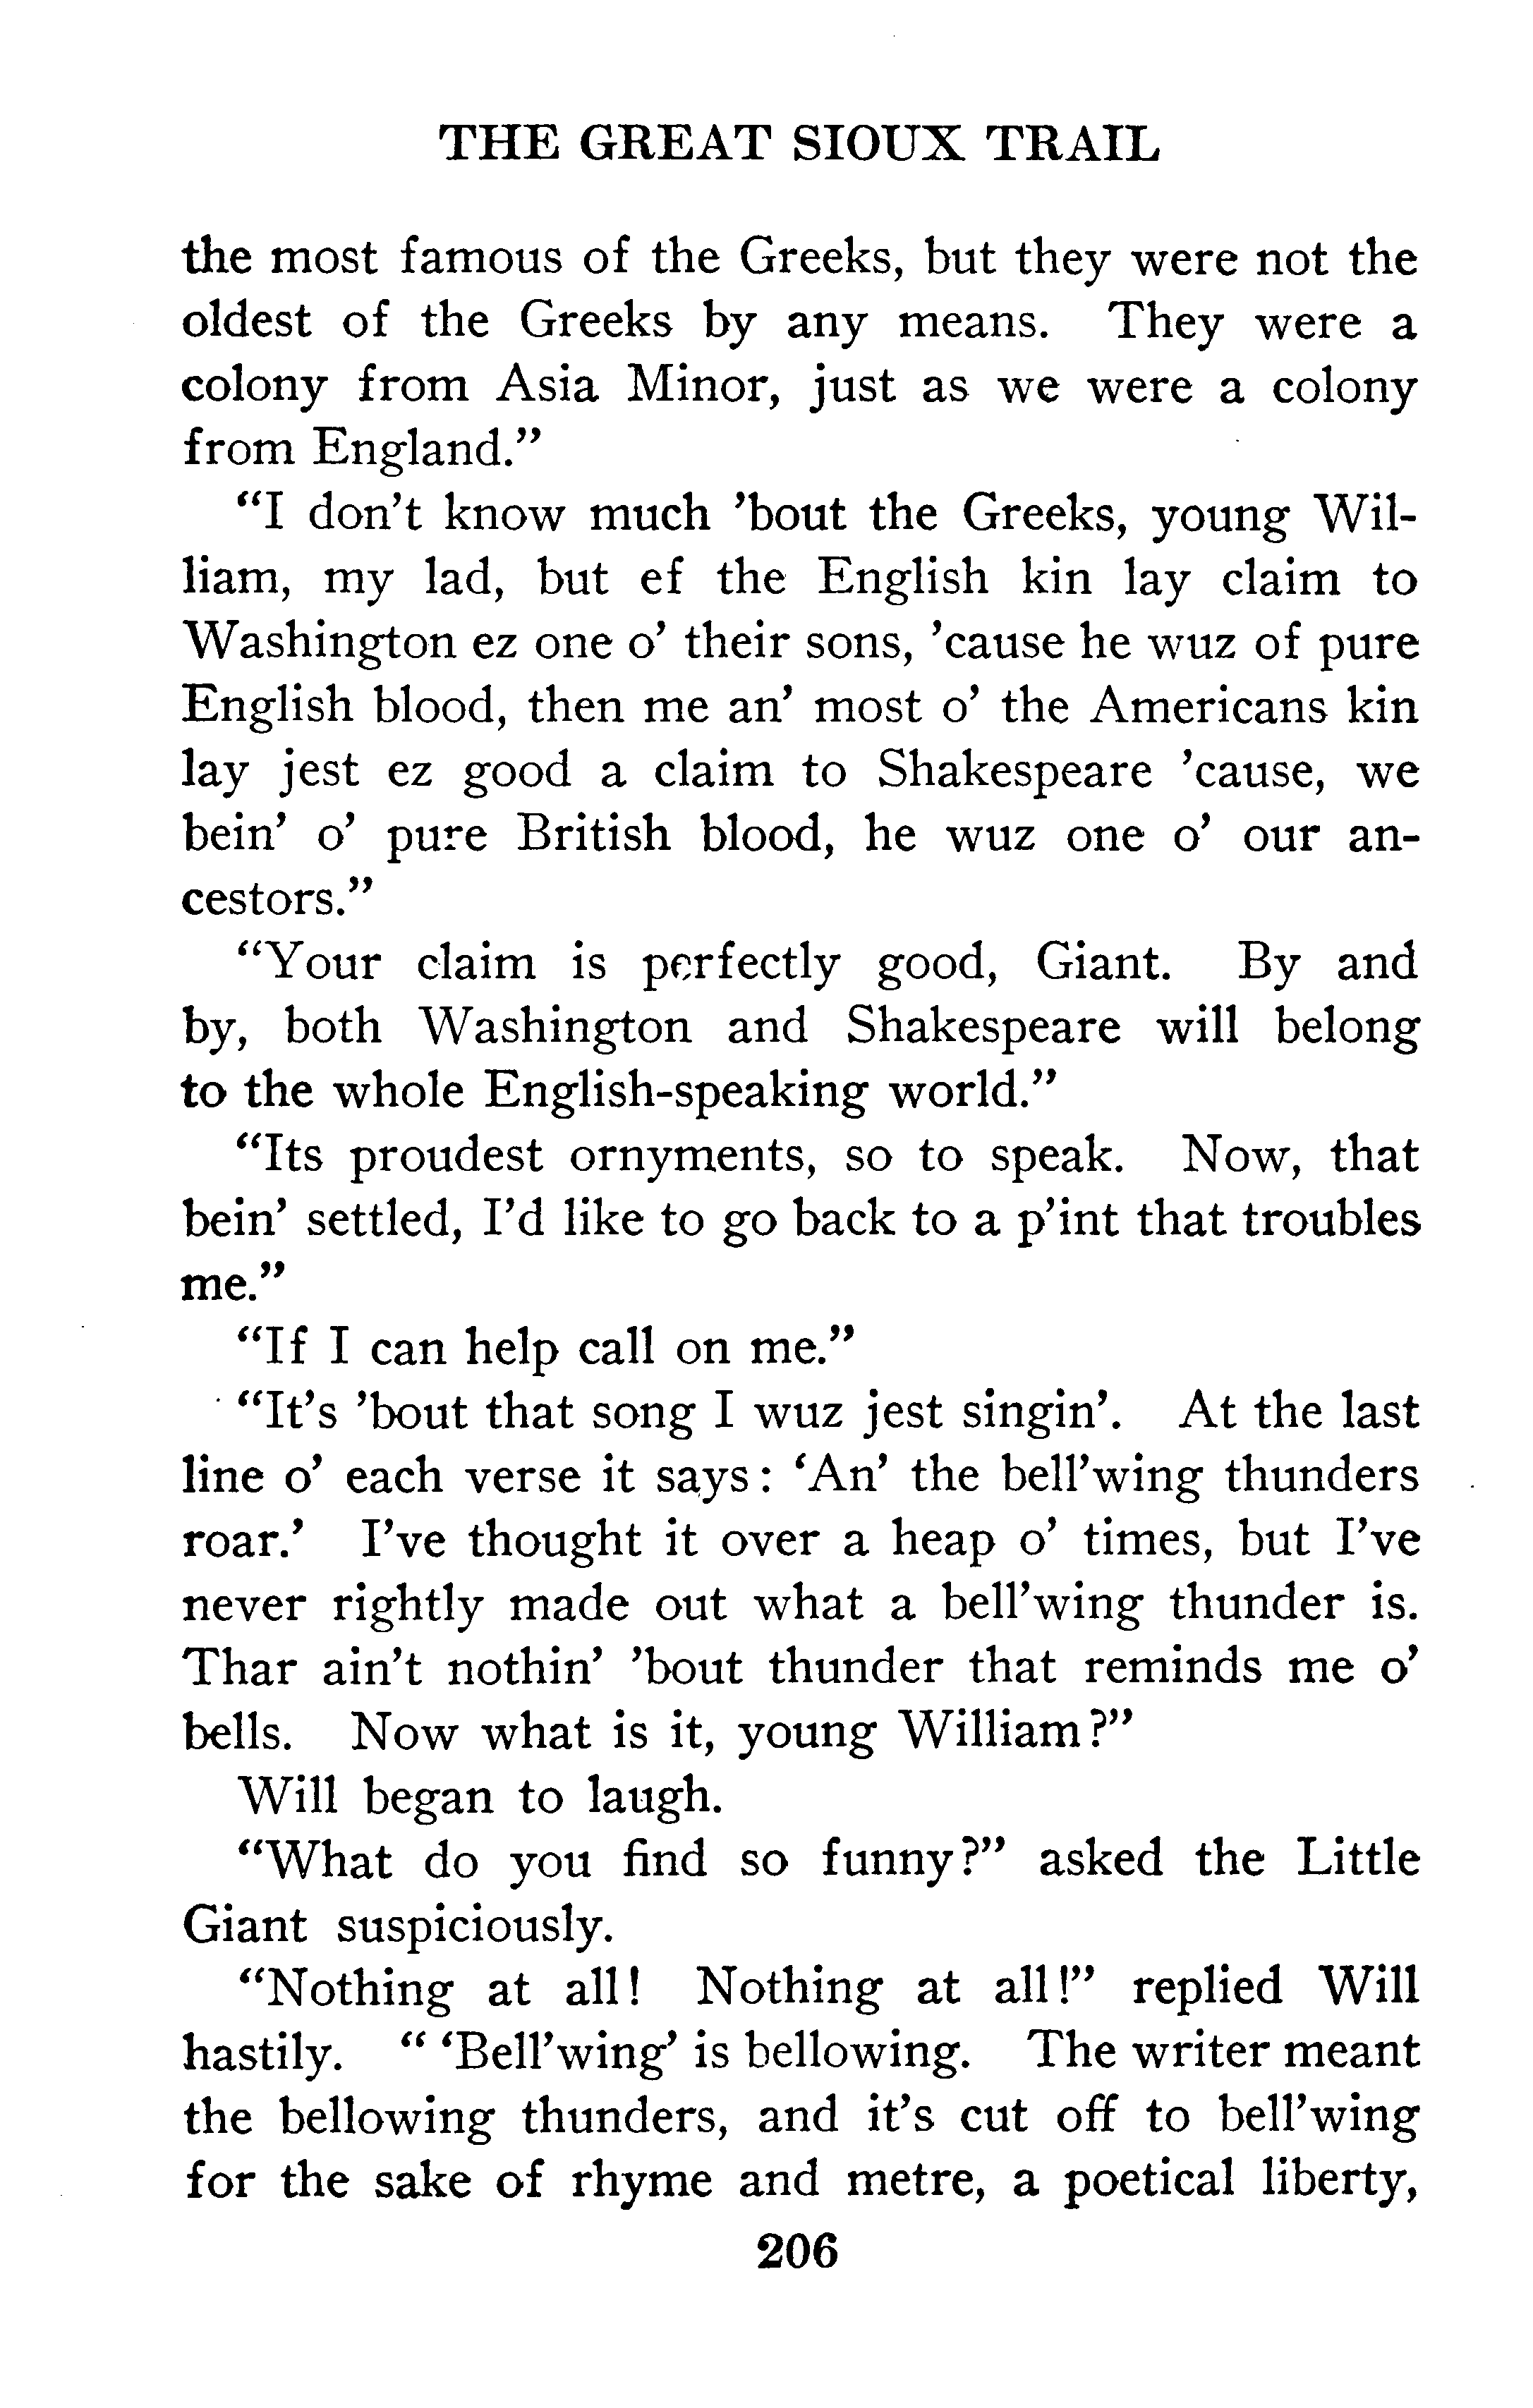 THE GREAT SIOUX TRAIL
the most famous of the Greeks, but they were not the
oldest of the Greeks by any means. They were a
colony from Asia Minor, just as we were a colony
from England.”
“I don’t know much ’bout the Greeks, young Wil-
liam, my lad, but ef the English kin lay claim to
Washington ez one o’ their sons, ’cause he wuz of pure
English blood, then me an’ most o’ the Americans kin
lay jest ez good a claim to Shakespeare ’cause, we
bein’ o’ pure British blood, he wuz one o’ our an-
cestors.”
“Your claim is perfectly good, Giant. By and
by, both Washington and Shakespeare will belong
to the whole English-speaking world.”
“Its proudest ornyments, so to speak. Now, that
bein’ settled, I’d like to go back to a p’int that troubles
me.”
“If I can help call on me.”
“It’s ’bout that song I wuz jest singin’. At the last
line o’ each verse it says: ‘An’ the bell’wing thunders
roar.’ I’ve thought it over a heap o’ times, but I’ve
never rightly made out what a bell’wing thunder is.
Thar ain’t nothin’ ’bout thunder that reminds me o’
bells. Now what is it, young William?”
Will began to laugh.
“What do you find so funny?” asked the Little
Giant suspiciously.
“Nothing at all! Nothing at all!” replied Will
hastily. “ ‘Bell’wing’ is bellowing. The writer meant
the bellowing thunders, and it’s cut off to bell’wing
for the sake of rhyme and metre, a poetical liberty,
206